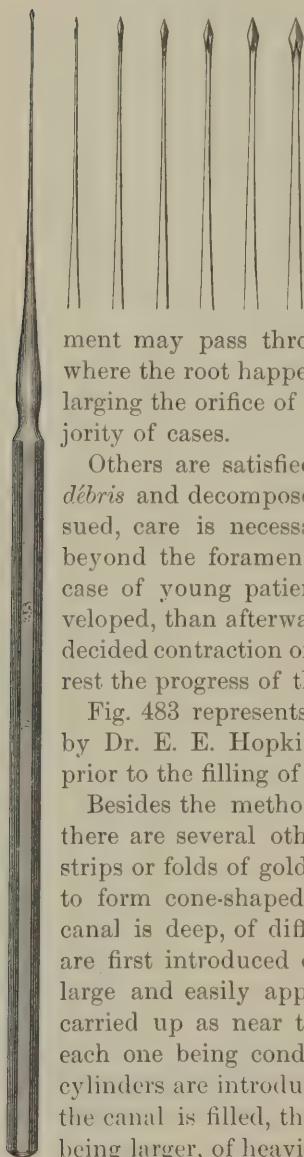 ment may pass thro
where the root happe
larging the orifice of
jority of cases.
Others are satisfie
débris and decompose
sued, care is necessa
beyond the foramen
case of young patien
veloped, than afterwa
decided contraction o
rest the progress of t
Fig. 483 represents
by Dr. E. E. Hopki
prior to the filling of
Besides the metho
there are several oth
strips or folds of gold
to form cone-shaped
canal is deep, of diff
are first introduced
large and easily app
carried up as near t
each one being cond
cylinders are introdu
the canal is filled, th
being larger, of heavi